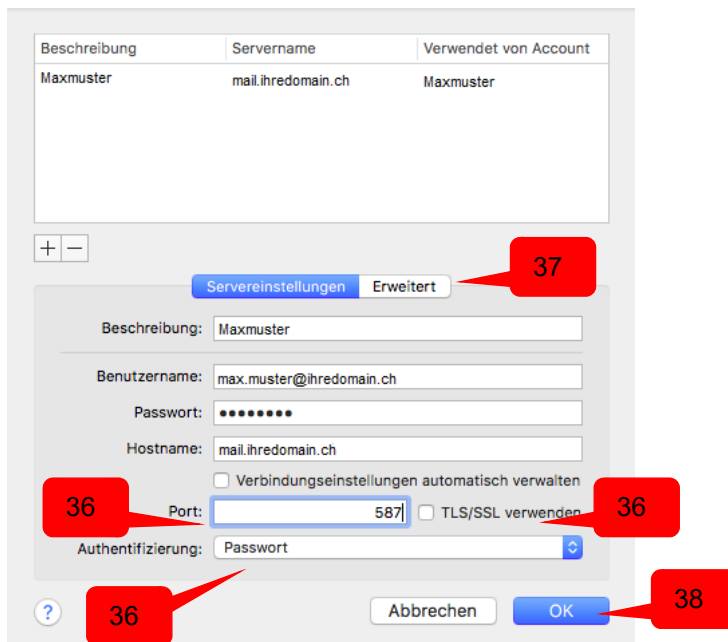 Beschreibung Servername Verwendet von Account
Maxmuster mail.ihredomain.ch Maxmuster
37
Servereinstellungen Erweitert
Beschreibung: Maxmuster
Benutzername: max.muster@ihredomain.ch
Passwort: ••••••••
Hostname: mail.ihredomain.ch
Verbindungseinstellungen automatisch verwalten
36 Port: 587 TLS/SSL verwenden 36
Authentifizierung: Passwort
? 36 Abbrechen OK 38